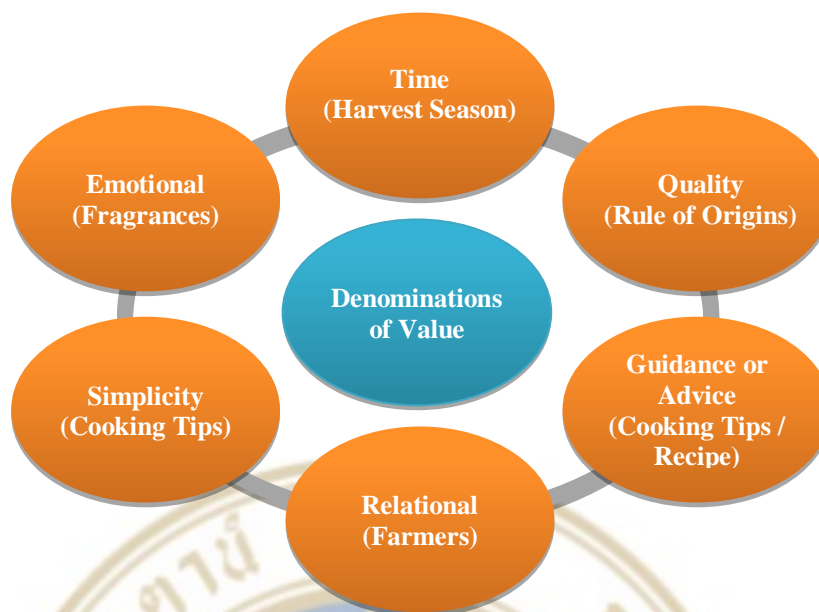 Time
(Harvest Season)
Emotional
(Fragrances)
Quality
(Rule of Origins)
Denominations
of Value
Simplicity
(Cooking Tips)
Guidance or
Advice
(Cooking Tips /
Recipe)
Relational
(Farmers)